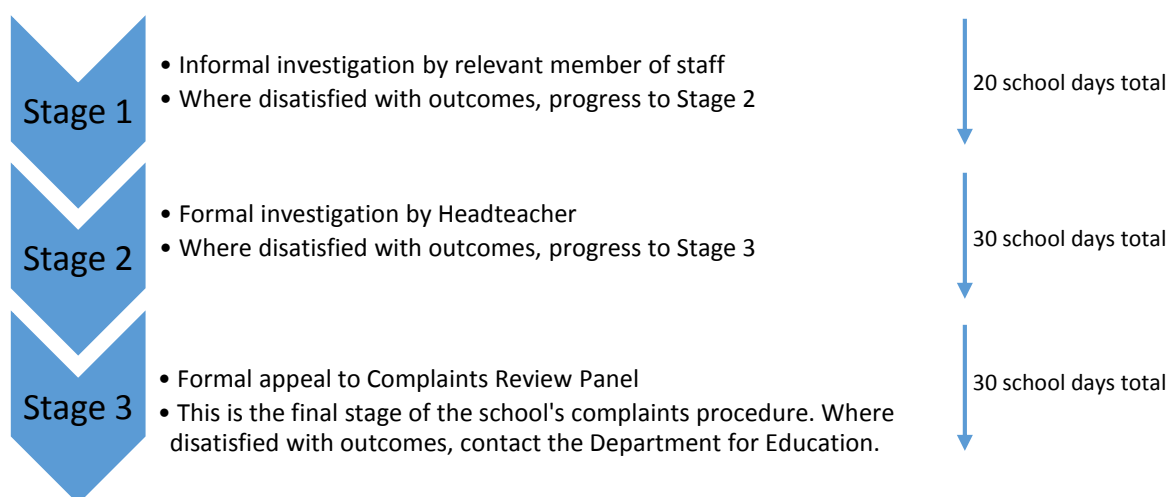 Stage 1
• Informal investigation by relevant member of staff
• Where disatisfied with outcomes, progress to Stage 2
20 school days total
Stage 2
• Formal investigation by Headteacher
• Where disatisfied with outcomes, progress to Stage 3
30 school days total
Stage 3
• Formal appeal to Complaints Review Panel
• This is the final stage of the school's complaints procedure. Where
disatisfied with outcomes, contact the Department for Education.
30 school days total